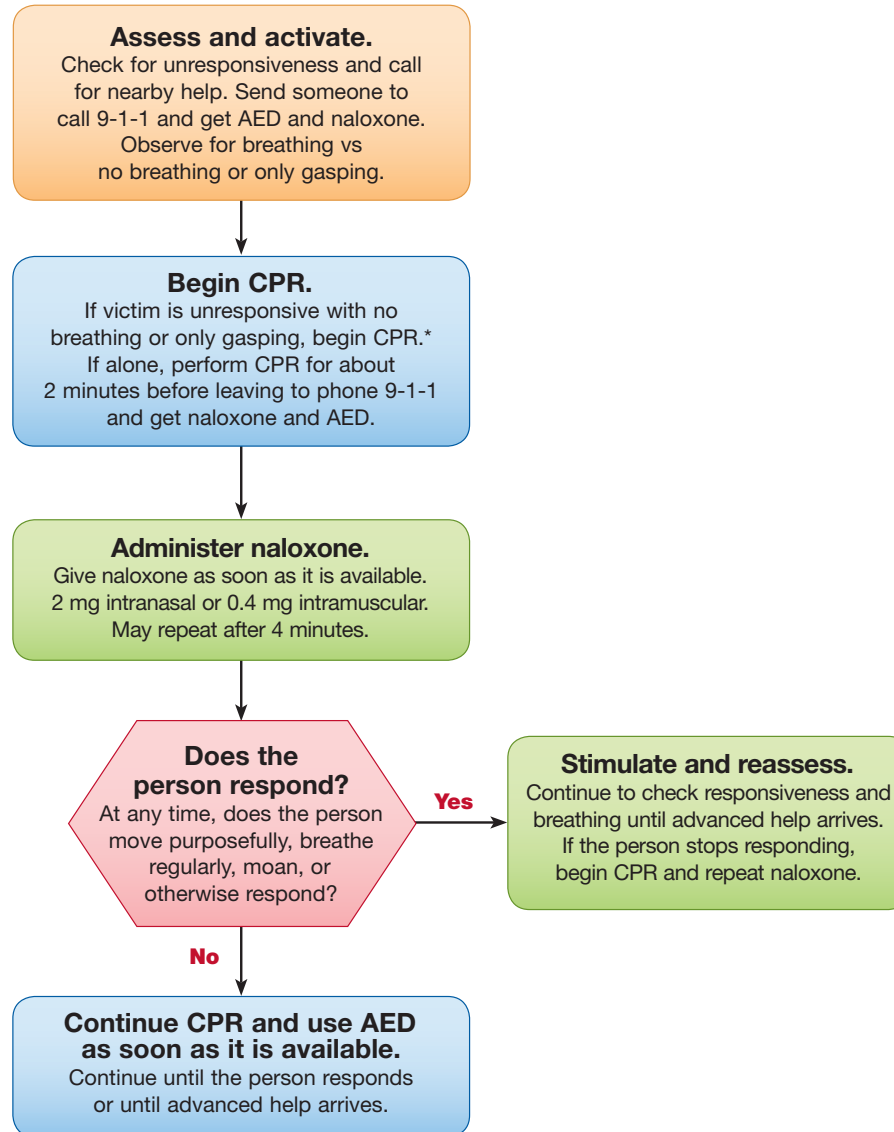 Assess and activate.
Check for unresponsiveness and call
for nearby help. Send someone to
call 9-1-1 and get AED and naloxone.
Observe for breathing vs
no breathing or only gasping.
Begin CPR.
If victim is unresponsive with no
breathing or only gasping, begin CPR.*
If alone, perform CPR for about
2 minutes before leaving to phone 9-1-1
and get naloxone and AED.
Administer naloxone.
Give naloxone as soon as it is available.
2 mg intranasal or 0.4 mg intramuscular.
May repeat after 4 minutes.
Does the
person respond?
At any time, does the person
move purposefully, breathe
regularly, moan, or
otherwise respond?
Yes
Stimulate and reassess.
Continue to check responsiveness and
breathing until advanced help arrives.
If the person stops responding,
begin CPR and repeat naloxone.
No
Continue CPR and use AED
as soon as it is available.
Continue until the person responds
or until advanced help arrives.